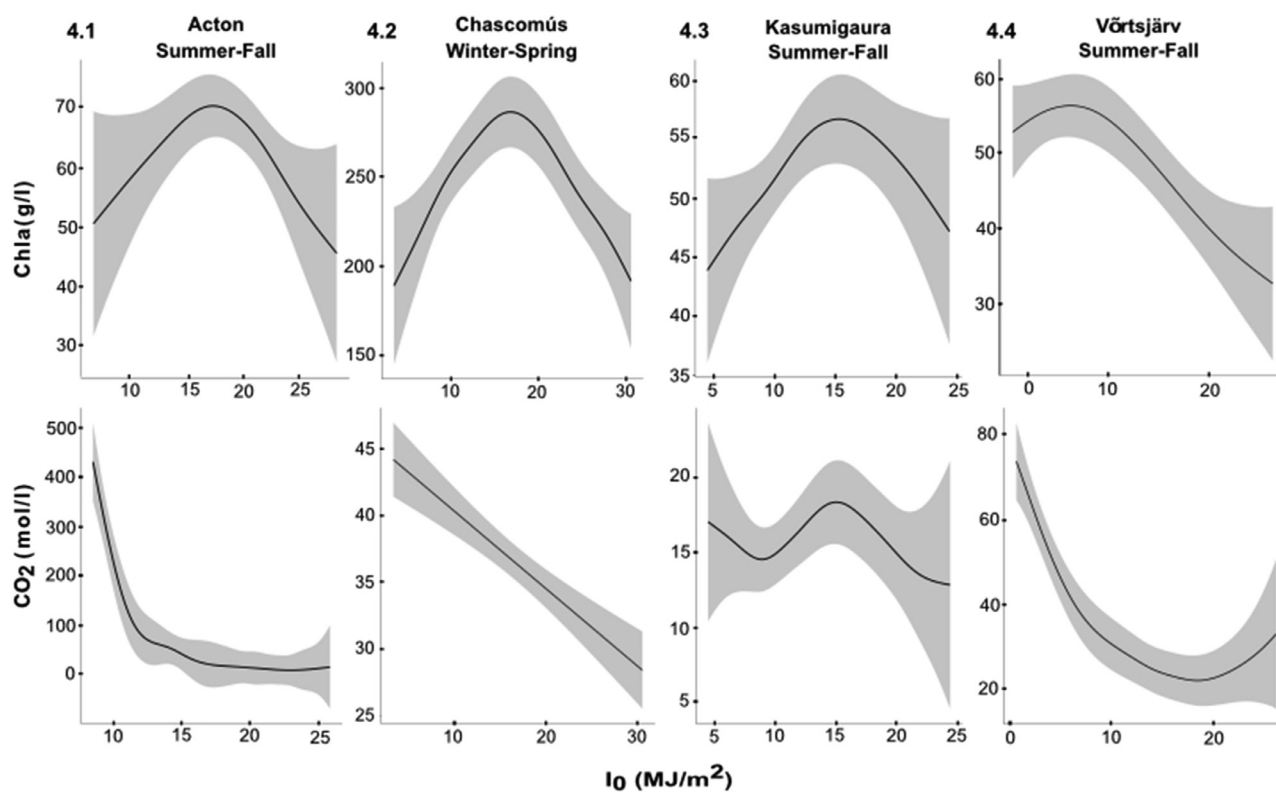 4.1 Acton
Summer-Fall
4.2 Chascomús
Winter-Spring
4.3 Kasumigaura
Summer-Fall
4.4 Võrtsjärv
Summer-Fall
Chla(g/l)
70
60
50
40
30
10 15 20 25
300
250
200
150
10 20 30
60
55
50
45
40
35
5 10 15 20 25
60
50
40
30
0 10 20
CO2(mol/l)
500
400
300
200
100
0
10 15 20 25
45
40
35
30
25
10 20 30
20
15
10
5
5 10 15 20 25
80
60
40
20
0 20
I0 (MJ/m²)